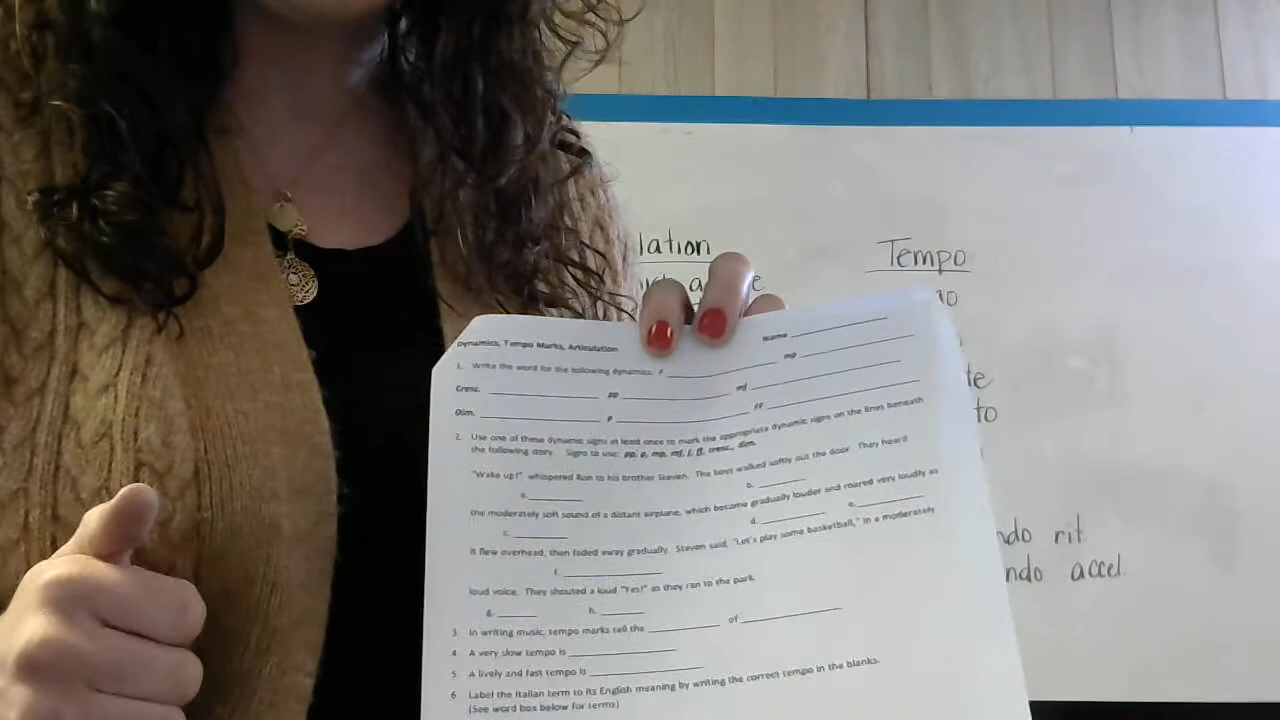 lation
Tempo
te
to
ndo rit
ndo accel.
Dynamics, Tempo Marks, Articulation Name
1. Write the word for the following dynamics. F mp
Cresc. pp mf
Dim. p FF
2. Use one of these dynamic signs at least once to mark the appropriate dynamic signs on the lines beneath
the following story. Signs to use: pp, p, mp, mf, f, ff, cresc., dim.
"Wake up!" whispered Ron to his brother Steven. The boys walked softly out the door. They heard
a. b.
the moderately soft sound of a distant airplane, which became gradually louder and roared very loudly as
c. d. e.
it flew overhead, then faded away gradually. Steven said, "Let's play some basketball," in a moderately
f.
loud voice. They shouted a loud "Yes!" as they ran to the park.
g. h.
3. In writing music, tempo marks tell the of
4. A very slow tempo is
5. A lively and fast tempo is
6 Label the Italian term to its English meaning by writing the correct tempo in the blanks.
(See word box below for terms)